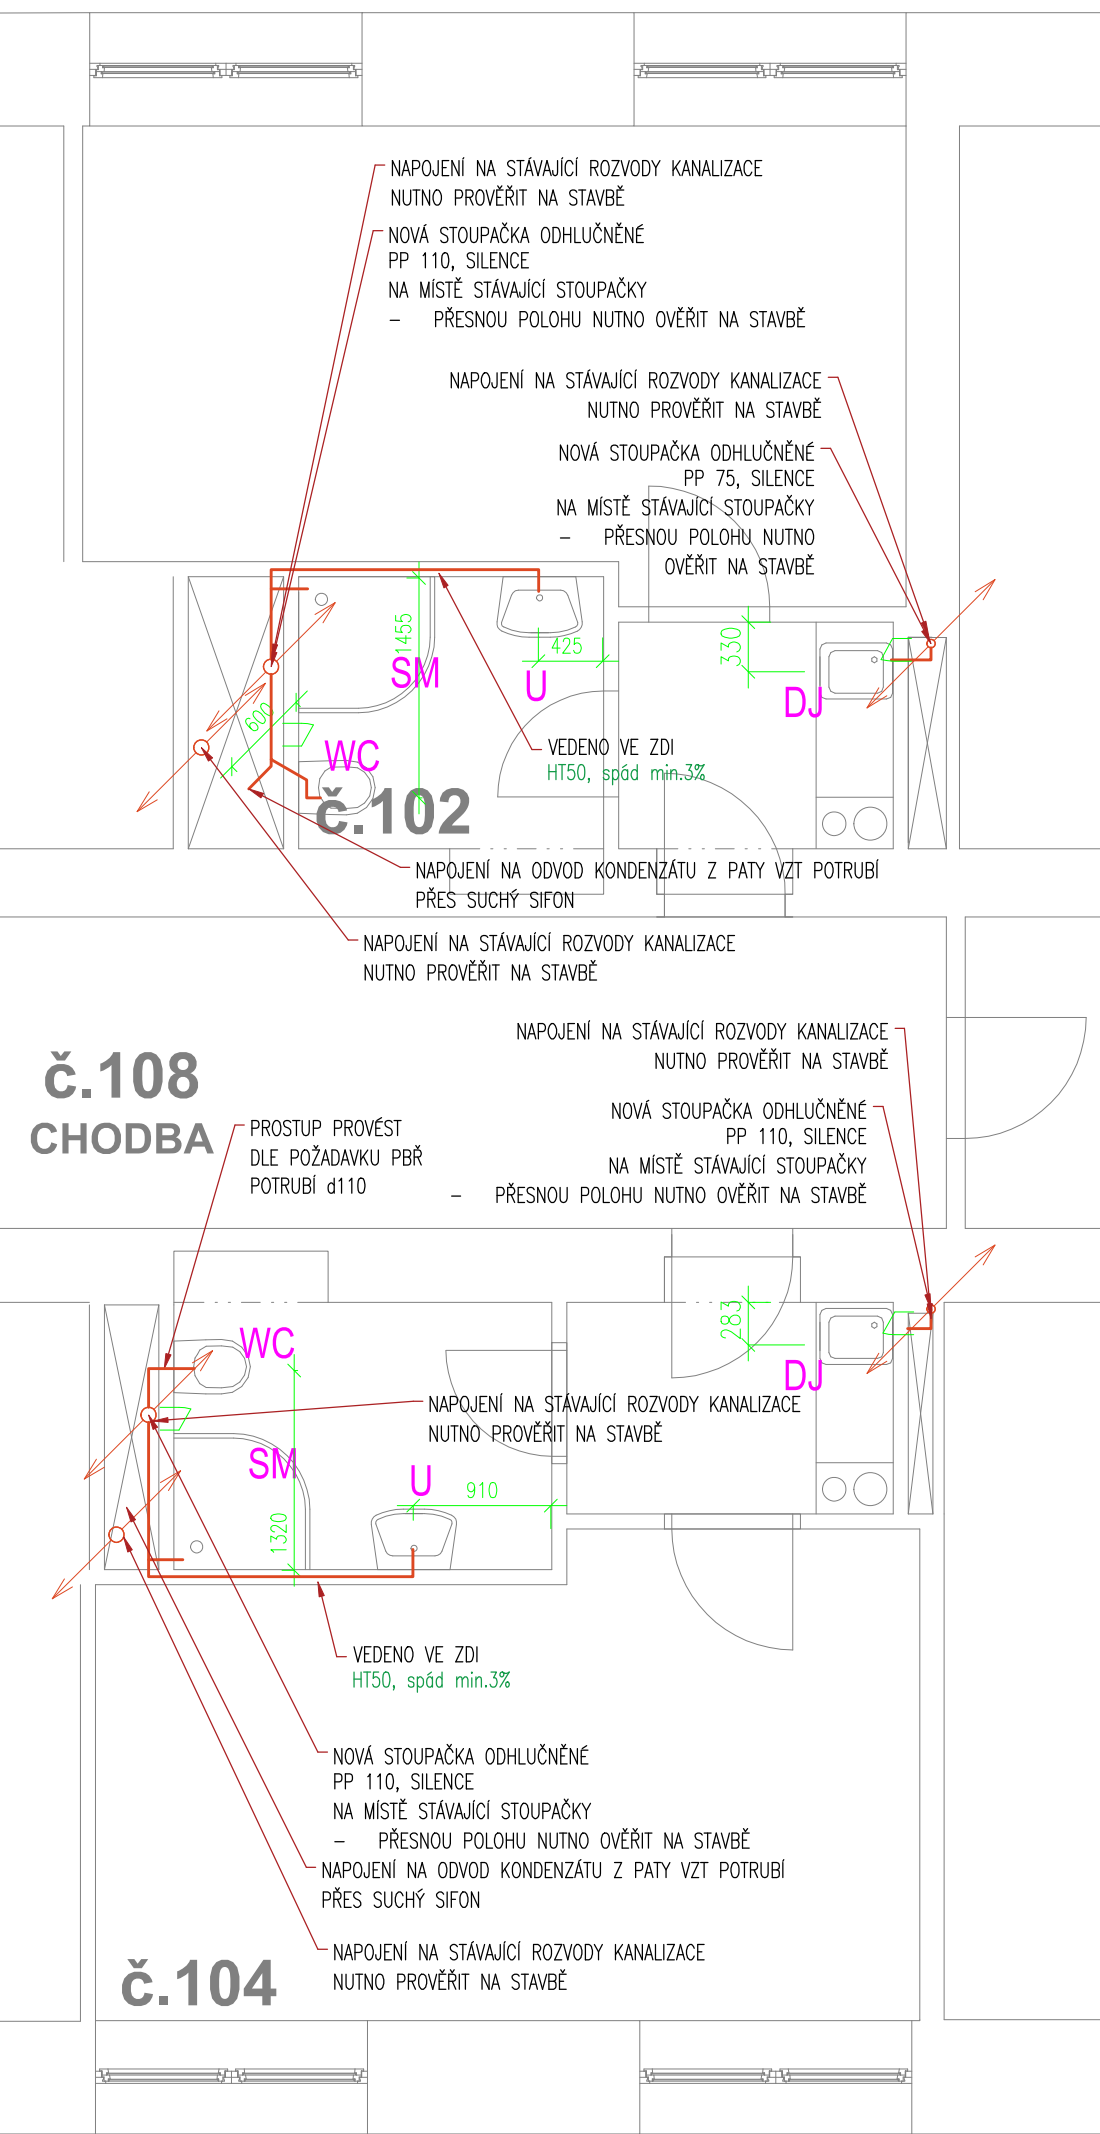 NAPOJENÍ NA STÁVAJÍCÍ ROZVODY KANALIZACE
NUTNO PROVĚŘIT NA STAVBĚ
NOVÁ STOUPAČKA ODHLUČNĚNÉ
PP 110, SILENCE
NA MÍSTĚ STÁVAJÍCÍ STOUPAČKY
– PŘESNOU POLOHU NUTNO OVĚŘIT NA STAVBĚ
NAPOJENÍ NA STÁVAJÍCÍ ROZVODY KANALIZACE
NUTNO PROVĚŘIT NA STAVBĚ
NOVÁ STOUPAČKA ODHLUČNĚNÉ
PP 75, SILENCE
NA MÍSTĚ STÁVAJÍCÍ STOUPAČKY
– PŘESNOU POLOHU NUTNO
OVĚŘIT NA STAVBĚ
1455
425
330
SM
U
DJ
600
WC
VEDENO VE ZDI
HT50, spád min.3%
č.102
NAPOJENÍ NA ODVOD KONDENZÁTU Z PATY VZT POTRUBÍ
PŘES SUCHÝ SIFON
NAPOJENÍ NA STÁVAJÍCÍ ROZVODY KANALIZACE
NUTNO PROVĚŘIT NA STAVBĚ
NAPOJENÍ NA STÁVAJÍCÍ ROZVODY KANALIZACE
NUTNO PROVĚŘIT NA STAVBĚ
č.108
CHODBA
NOVÁ STOUPAČKA ODHLUČNĚNÉ
PP 110, SILENCE
NA MÍSTĚ STÁVAJÍCÍ STOUPAČKY
– PŘESNOU POLOHU NUTNO OVĚŘIT NA STAVBĚ
PROSTUP PROVÉST
DLE POŽADAVKU PBŘ
POTRUBÍ d110
283
WC
DJ
NAPOJENÍ NA STÁVAJÍCÍ ROZVODY KANALIZACE
NUTNO PROVĚŘIT NA STAVBĚ
SM
U
910
1320
VEDENO VE ZDI
HT50, spád min.3%
NOVÁ STOUPAČKA ODHLUČNĚNÉ
PP 110, SILENCE
NA MÍSTĚ STÁVAJÍCÍ STOUPAČKY
– PŘESNOU POLOHU NUTNO OVĚŘIT NA STAVBĚ
NAPOJENÍ NA ODVOD KONDENZÁTU Z PATY VZT POTRUBÍ
PŘES SUCHÝ SIFON
NAPOJENÍ NA STÁVAJÍCÍ ROZVODY KANALIZACE
NUTNO PROVĚŘIT NA STAVBĚ
č.104